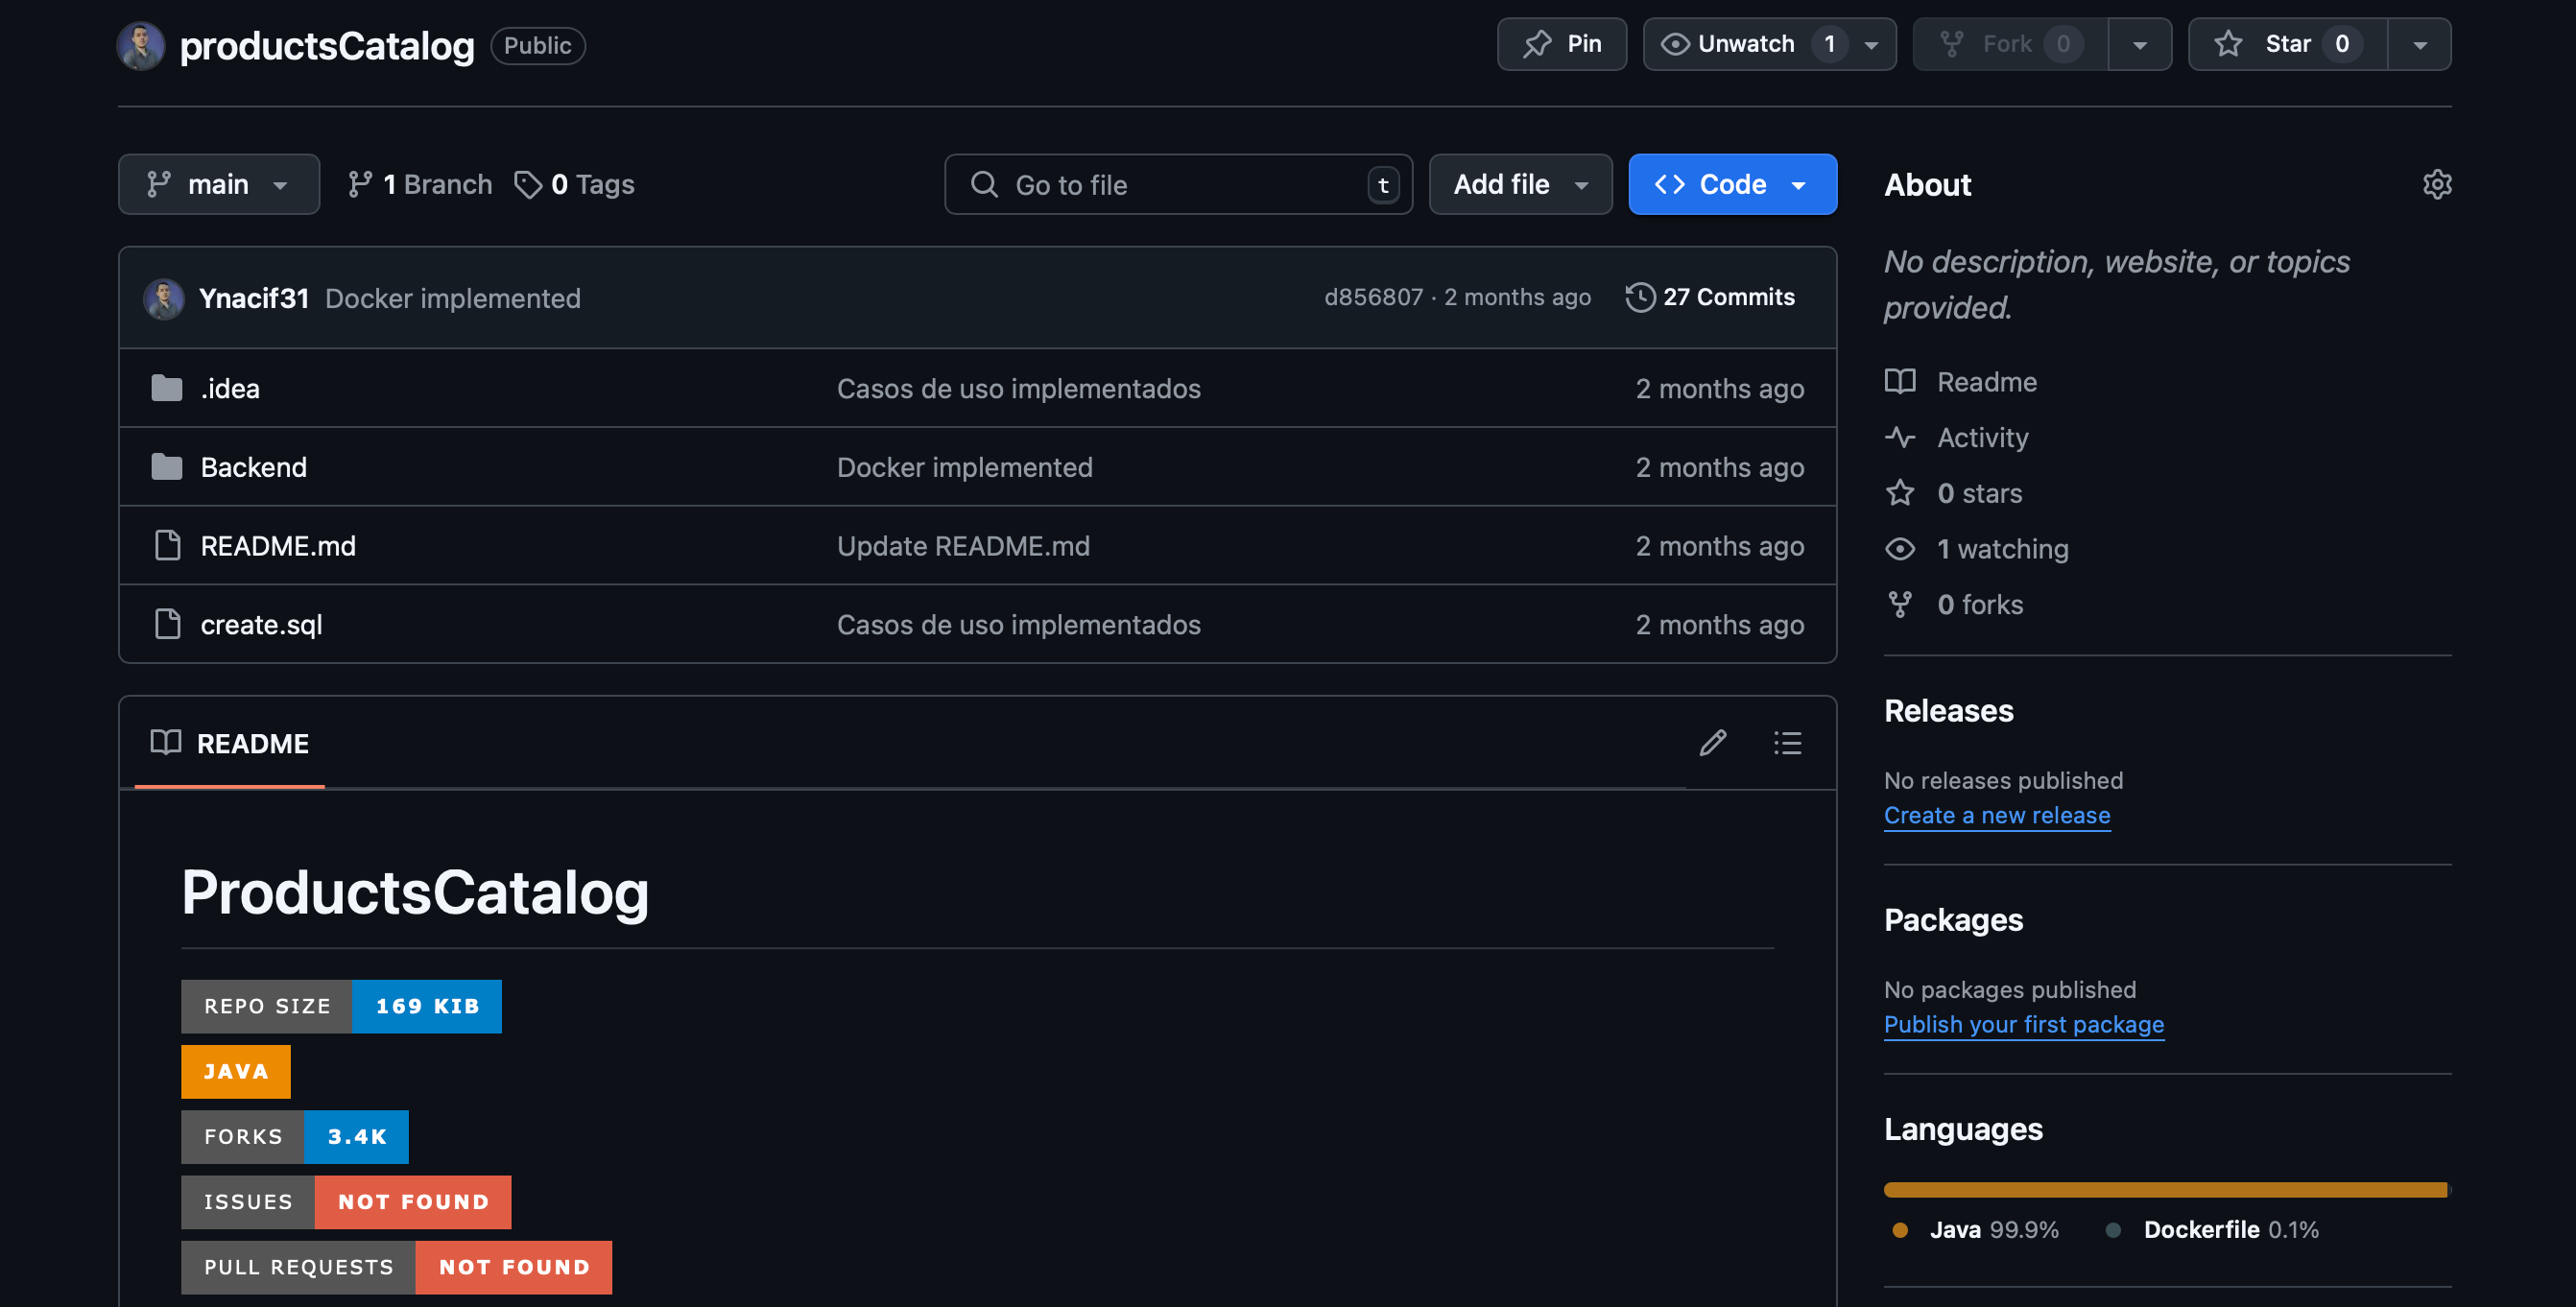 productsCatalog Public
Pin
Unwatch 1
Fork 0
Star 0
main
1 Branch
0 Tags
Go to file
t
Add file
Code
Ynacif31 Docker implemented
d856807 · 2 months ago
27 Commits
.idea Casos de uso implementados 2 months ago
Backend Docker implemented 2 months ago
README.md Update README.md 2 months ago
create.sql Casos de uso implementados 2 months ago
README
ProductsCatalog
REPO SIZE 169 KIB
JAVA
FORKS 3.4K
ISSUES NOT FOUND
PULL REQUESTS NOT FOUND
About
No description, website, or topics
provided.
Readme
Activity
0 stars
1 watching
0 forks
Releases
No releases published
Create a new release
Packages
No packages published
Publish your first package
Languages
Java 99.9% Dockerfile 0.1%